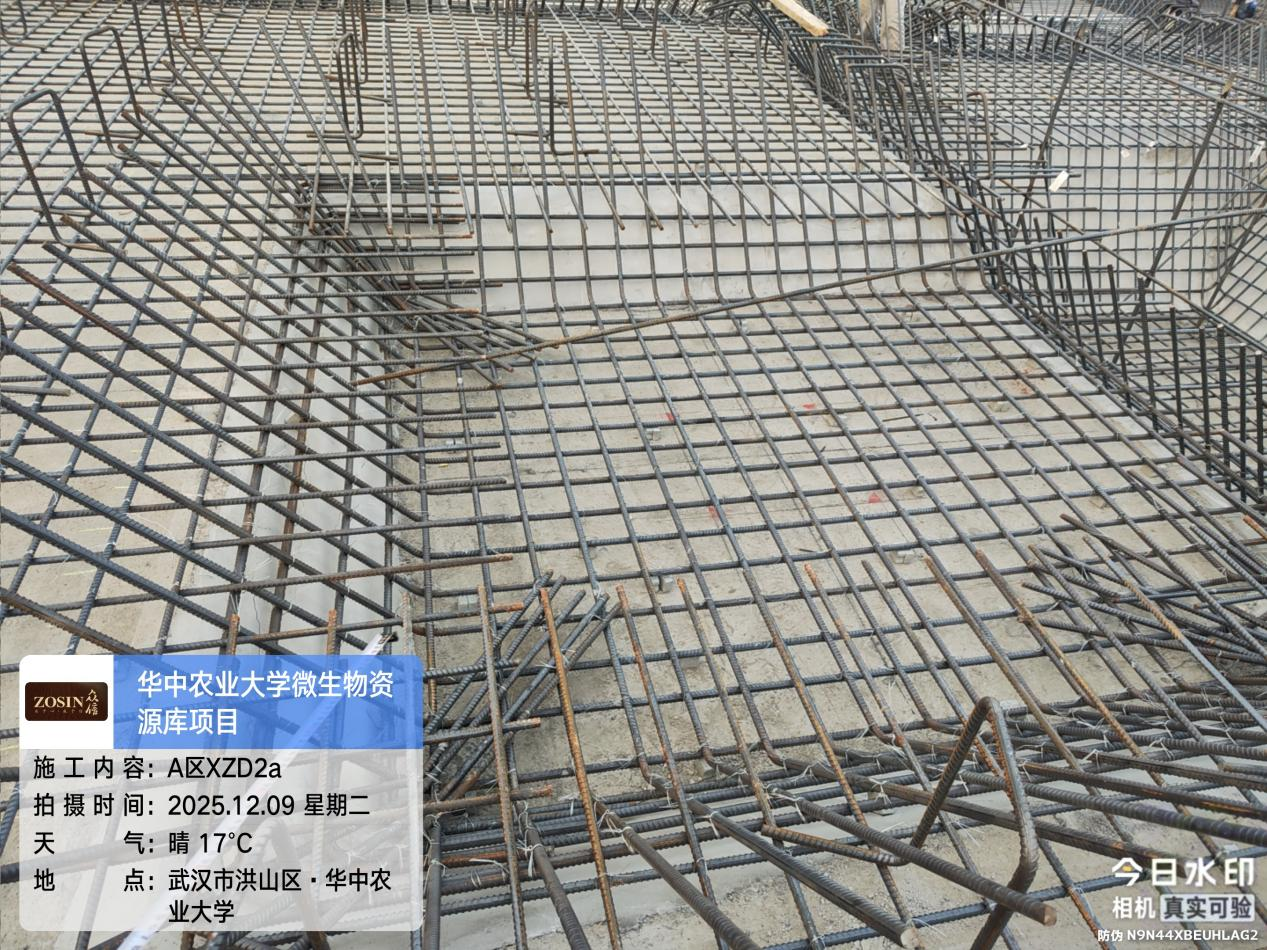 ZOSIN 众信
华中农业大学微生物资
源库项目
施工内容：A区XZD2a
拍摄时间：2025.12.09 星期二
天气：晴 17℃
地点：武汉市洪山区·华中农
业大学
今日水印
相机 真实可验
防伪 N9N44XBEUHLAG2